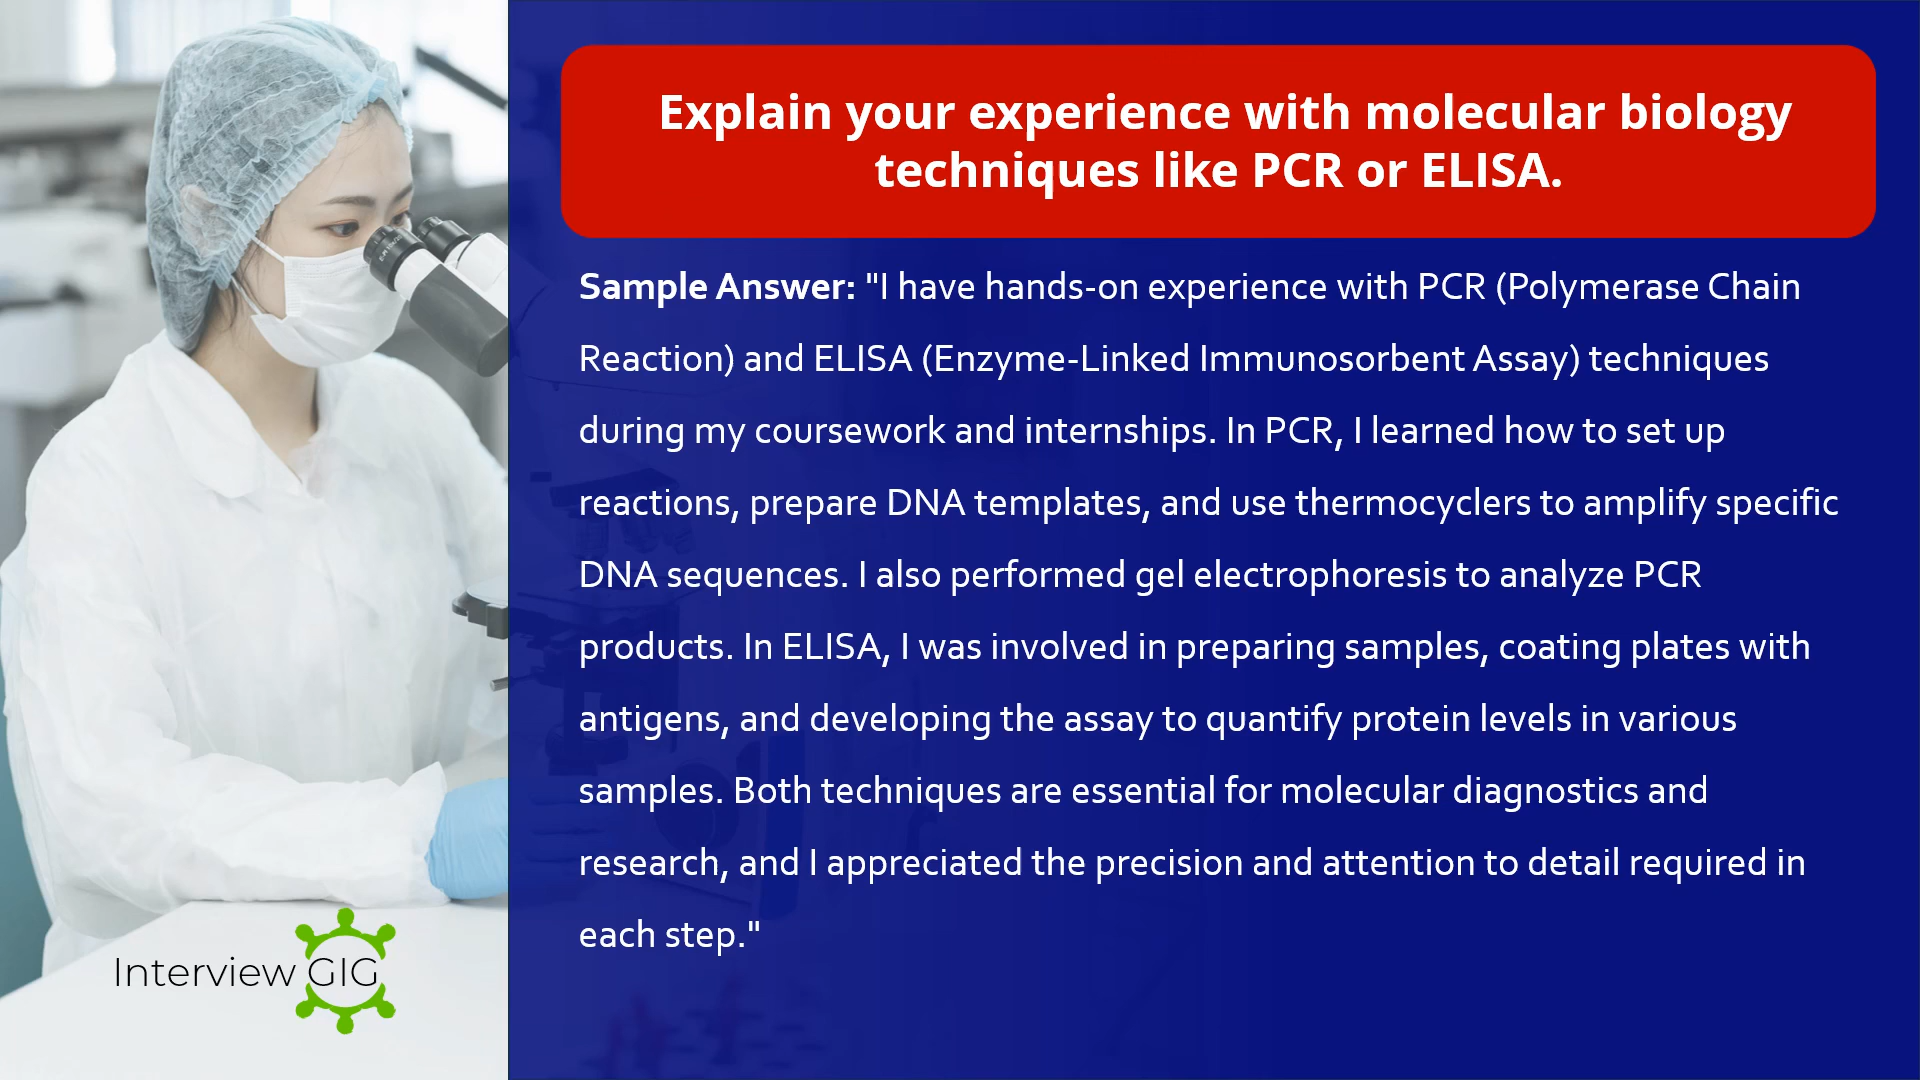 Explain your experience with molecular biology
techniques like PCR or ELISA.
Sample Answer: "I have hands-on experience with PCR (Polymerase Chain
Reaction) and ELISA (Enzyme-Linked Immunosorbent Assay) techniques
during my coursework and internships. In PCR, I learned how to set up
reactions, prepare DNA templates, and use thermocyclers to amplify specific
DNA sequences. I also performed gel electrophoresis to analyze PCR
products. In ELISA, I was involved in preparing samples, coating plates with
antigens, and developing the assay to quantify protein levels in various
samples. Both techniques are essential for molecular diagnostics and
research, and I appreciated the precision and attention to detail required in
each step."
Interview GIG